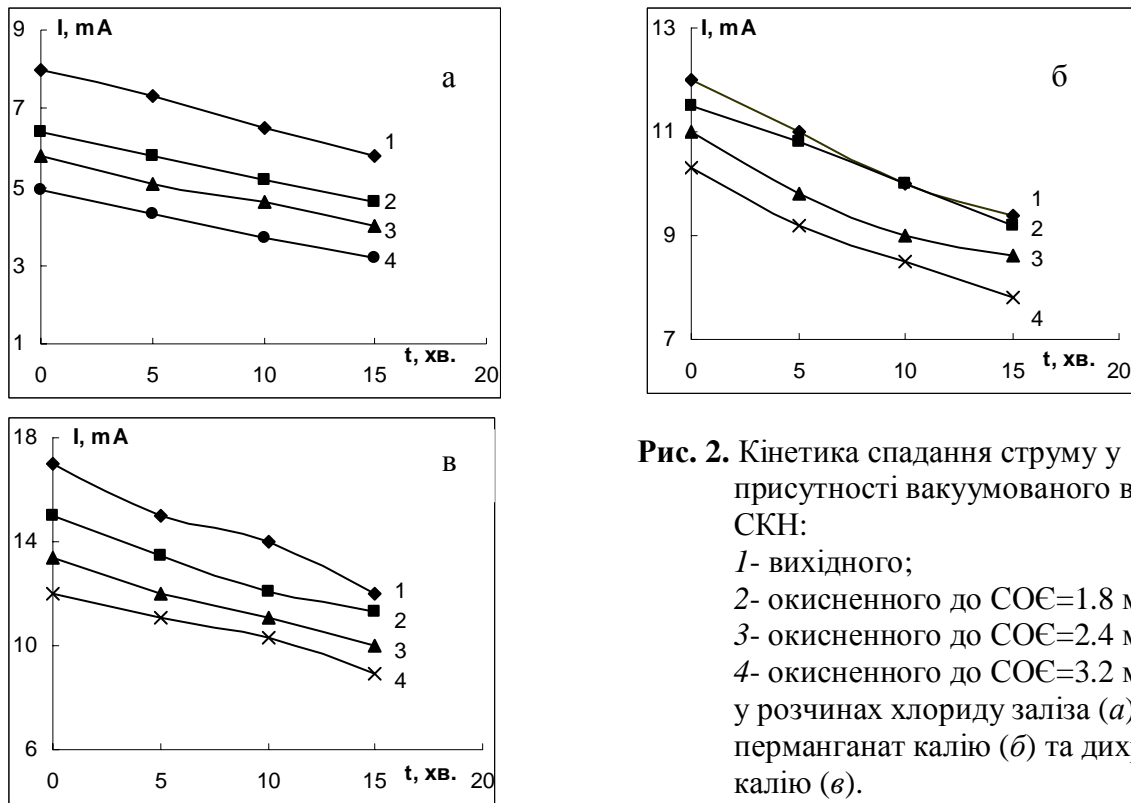 I, mA
а
9
7
5
3
1
1
2
3
4
0
5
10
15
20
t, хв.
I, mA
б
13
11
9
7
1
2
3
4
0
5
10
15
20
t, хв.
I, mA
в
18
14
10
6
1
2
3
4
0
5
10
15
20
t, хв.
Рис. 2. Кінетика спадання струму у
присутності вакуумованого в
СКН:
1- вихідного;
2- окисненного до СОЄ=1.8 м
3- окисненного до СОЄ=2.4 м
4- окисненного до СОЄ=3.2 м
у розчинах хлориду заліза (а)
перманганат калію (б) та дих
калію (в).